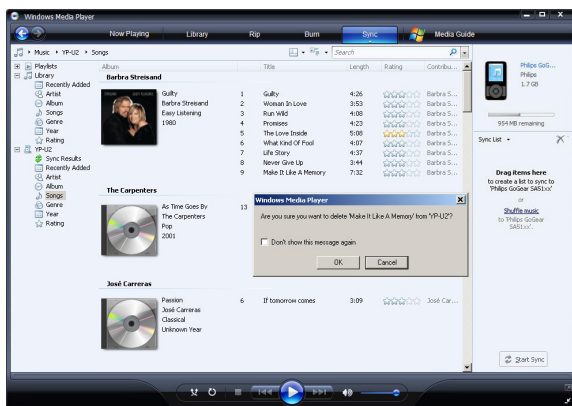 Windows Media Player
Now Playing Library Rip Burn Sync Media Guide
Music YP-U2 Songs Search
Playlists
Library
Recently Added
Artist
Album
Songs
Genre
Year
Rating
YP-U2
Sync Results
Recently Added
Artist
Album
Songs
Genre
Year
Rating
Album Title Length Rating Contribu...
Barbra Streisand
Guilty
Barbra Streisand
Easy Listening
1980
1 Guilty 4:26 Barbra S...
2 Woman In Love 3:53 Barbra S...
3 Run Wild 4:08 Barbra S...
4 Promises 4:23 Barbra S...
5 The Love Inside 5:08 Barbra S...
6 What Kind Of Fool 4:07 Barbra S...
7 Life Story 4:37 Barbra S...
8 Never Give Up 3:44 Barbra S...
9 Make It Like A Memory 7:32 Barbra S...
The Carpenters
As Time Goes By
The Carpenters
Pop
2001
13
Windows Media Player
Are you sure you want to delete 'Make It Like A Memory' from 'YP-U2'?
Don't show this message again
OK Cancel
José Carreras
Passion
José Carreras
Classical
Unknown Year
6 If tomorrow comes 3:09 José Car...
Philips GoG...
Philips
1.7 GB
954 MB remaining
Sync List
Drag items here
to create a list to sync to
'Philips GoGear SA51xx'.
or
Shuffle music
to 'Philips GoGear
SA51xx'.
Start Sync